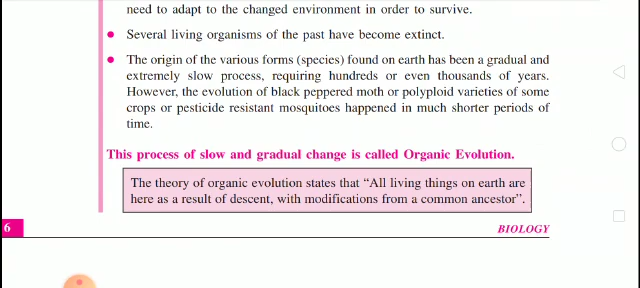 need to adapt to the changed environment in order to survive.
● Several living organisms of the past have become extinct.
● The origin of the various forms (species) found on earth has been a gradual and
extremely slow process, requiring hundreds or even thousands of years.
However, the evolution of black peppered moth or polyploid varieties of some
crops or pesticide resistant mosquitoes happened in much shorter periods of
time.
This process of slow and gradual change is called Organic Evolution.
The theory of organic evolution states that “All living things on earth are
here as a result of descent, with modifications from a common ancestor”.
6
BIOLOGY